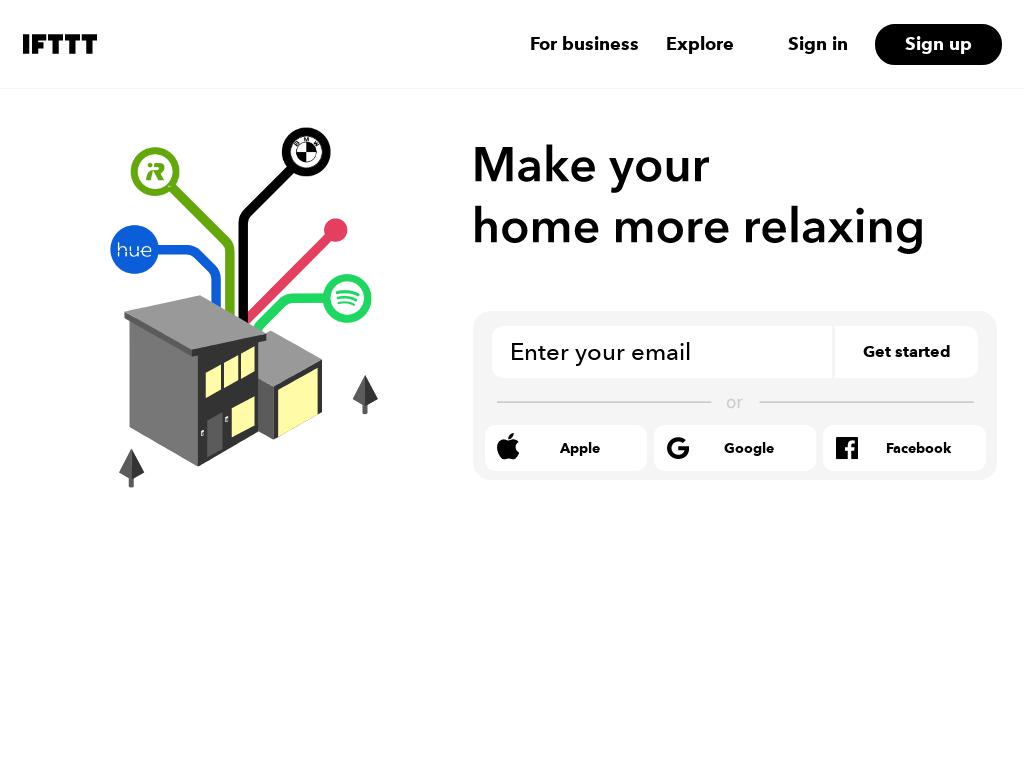 IFTTT
For business
Explore
Sign in
Sign up
BMW
hue
Make your
home more relaxing
Enter your email
Get started
or
Apple
Google
Facebook